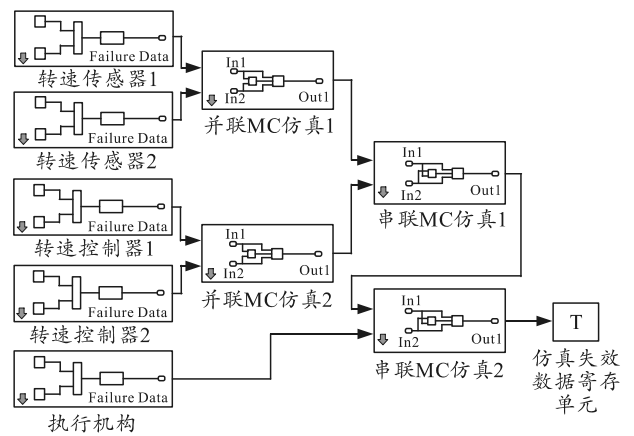 Failure Data
转速传感器1
Failure Data
转速传感器2
In1
In2
Out1
并联MC仿真1
Failure Data
转速控制器1
Failure Data
转速控制器2
In1
In2
Out1
并联MC仿真2
In1
In2
Out1
串联MC仿真1
Failure Data
执行机构
In1
In2
Out1
串联MC仿真2
T
仿真失效
数据寄存
单元